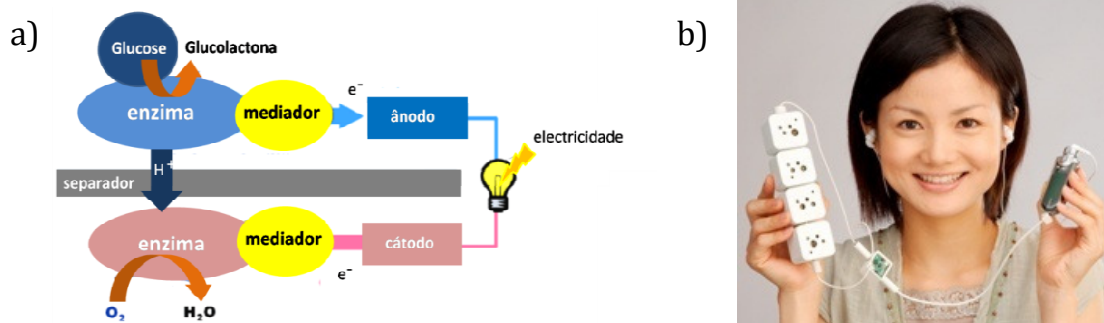 a)
Glucose Glucolactona
enzima mediador e⁻ ânodo
electricidade
H⁺
separador
enzima mediador cátodo
e⁻
O₂ H₂O
b)